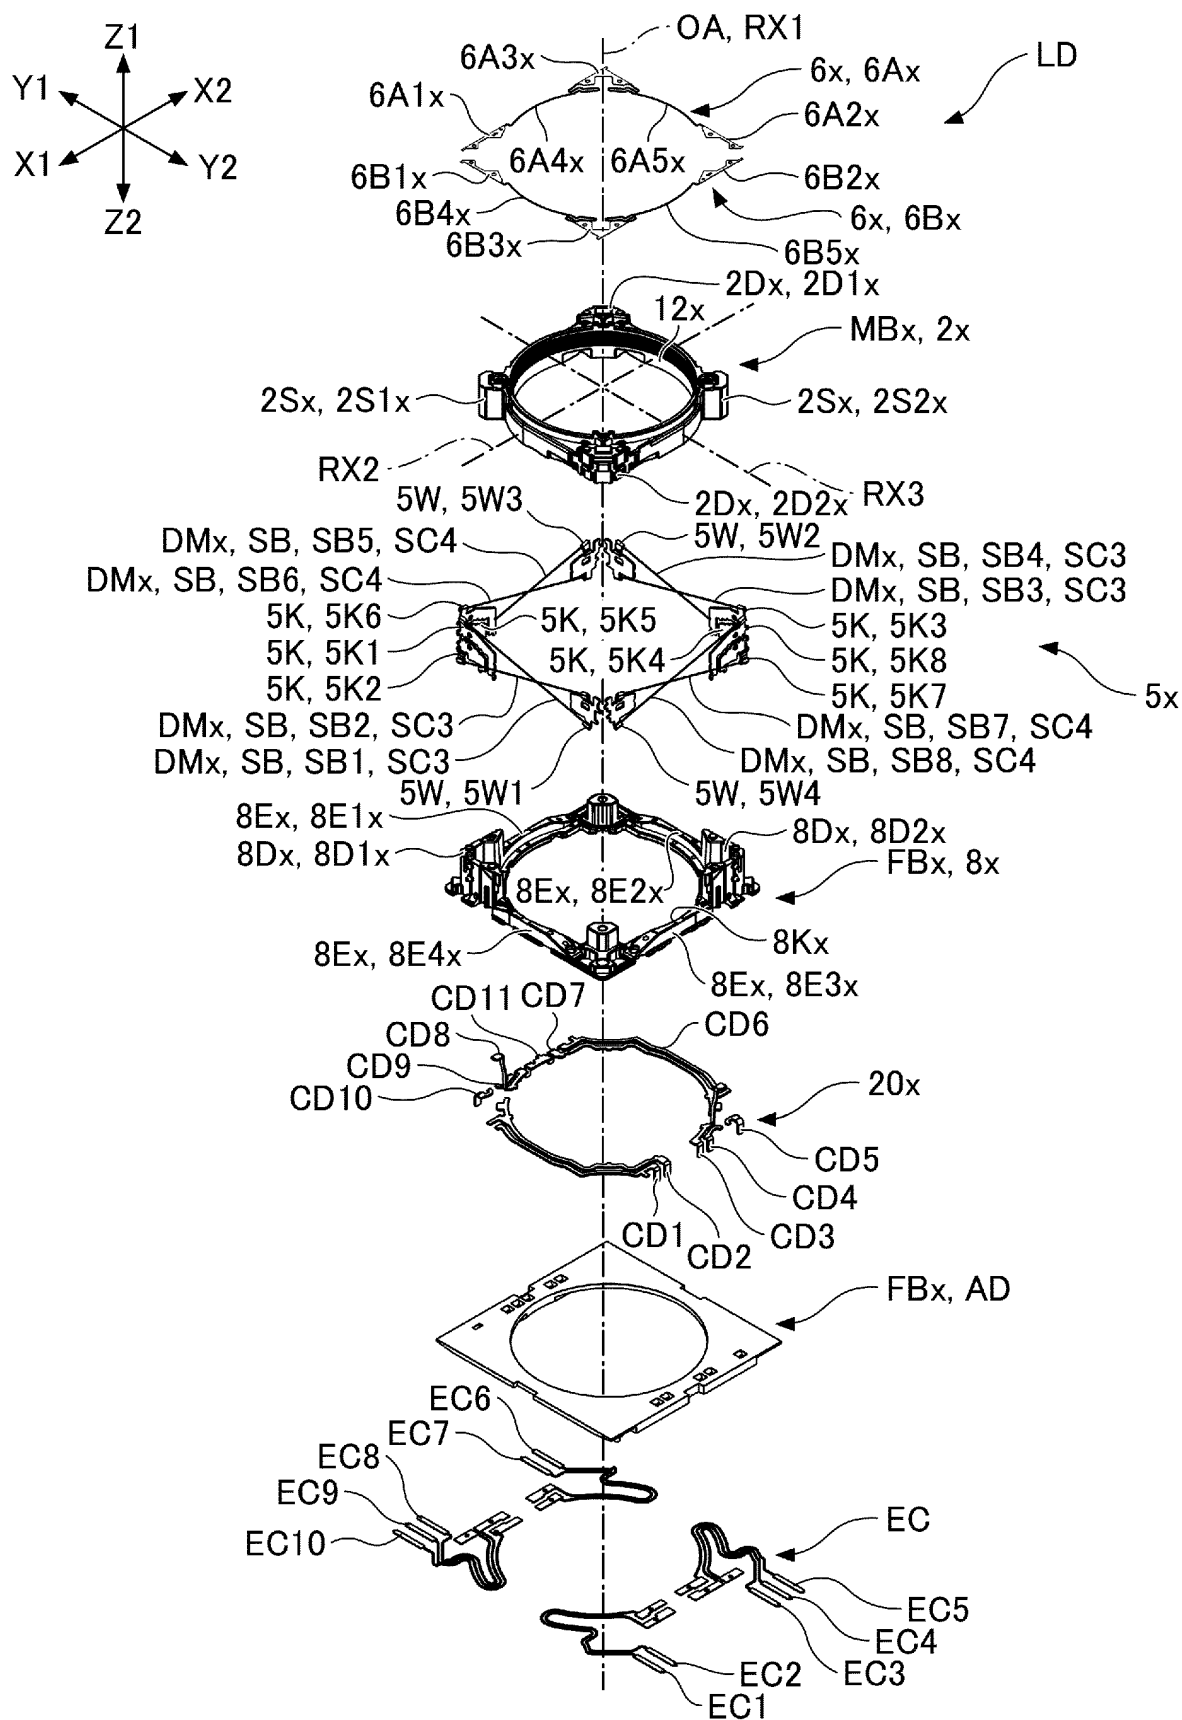 OA, RX1
Z1
6A3x
6x, 6Ax
LD
Y1
X2
6A1x
6A2x
X1
Y2
6A4x
6A5x
6B1x
6B2x
Z2
6B4x
6x, 6Bx
6B3x
6B5x
2Dx, 2D1x
12x
MBx, 2x
2Sx, 2S1x
2Sx, 2S2x
RX2
RX3
5W, 5W3
2Dx, 2D2x
5W, 5W2
DMx, SB, SB5, SC4
DMx, SB, SB4, SC3
DMx, SB, SB6, SC4
DMx, SB, SB3, SC3
5K, 5K6
5K, 5K5
5K, 5K3
5K, 5K1
5K, 5K4
5K, 5K8
5K, 5K2
5K, 5K7
5x
DMx, SB, SB2, SC3
DMx, SB, SB7, SC4
DMx, SB, SB1, SC3
DMx, SB, SB8, SC4
5W, 5W1
5W, 5W4
8Ex, 8E1x
8Dx, 8D2x
8Dx, 8D1x
FBx, 8x
8Ex, 8E2x
8Kx
8Ex, 8E4x
8Ex, 8E3x
CD11
CD7
CD6
CD8
CD9
20x
CD10
CD5
CD4
CD1
CD3
CD2
FBx, AD
EC6
EC7
EC8
EC9
EC
EC10
EC5
EC4
EC2
EC3
EC1